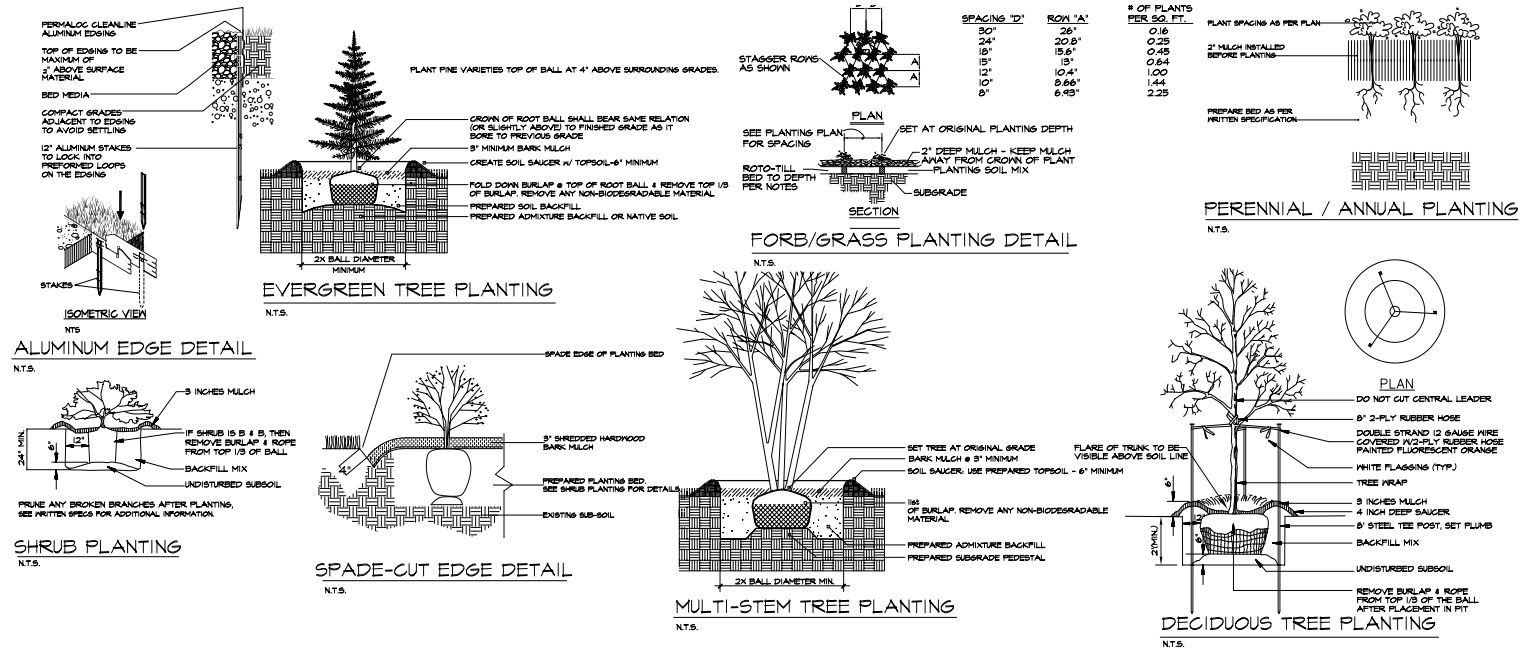 PERMALOC CLEANLINE
ALUMINUM EDGING
TOP OF EDGING TO BE
MAXIMUM OF
3" ABOVE SURFACE
MATERIAL
BED MEDIA
COMPACT GRADES
ADJACENT TO EDGING
TO AVOID SETTLING
12" ALUMINUM STAKES
TO LOCK INTO
PREFORMED LOOPS
ON THE EDGING
STAKES
ISOMETRIC VIEW
NTS
ALUMINUM EDGE DETAIL
N.T.S.
PLANT PINE VARIETIES TOP OF BALL AT 4" ABOVE SURROUNDING GRADES.
CROWN OF ROOT BALL SHALL BEAR SAME RELATION
(OR SLIGHTLY ABOVE) TO FINISHED GRADE AS IT
BORE TO PREVIOUS GRADE
3" MINIMUM BARK MULCH
CREATE SOIL SAUCER W/ TOPSOIL-6" MINIMUM
FOLD DOWN BURLAP @ TOP OF ROOT BALL & REMOVE TOP 1/3
OF BURLAP. REMOVE ANY NON-BIODEGRADABLE MATERIAL
PREPARED SOIL BACKFILL
PREPARED ADMIXTURE BACKFILL OR NATIVE SOIL
2X BALL DIAMETER
MINIMUM
EVERGREEN TREE PLANTING
N.T.S.
D D
STAGGER ROWS
AS SHOWN
A
A
PLAN
SPACING "D" ROW "A" # OF PLANTS
PER SQ. FT.
30" 26" 0.16
24" 20.8" 0.25
18" 15.6" 0.45
15" 13" 0.64
12" 10.4" 1.00
10" 8.66" 1.44
8" 6.93" 2.25
SEE PLANTING PLAN
FOR SPACING
SET AT ORIGINAL PLANTING DEPTH
2" DEEP MULCH - KEEP MULCH
AWAY FROM CROWN OF PLANT
PLANTING SOIL MIX
ROTO-TILL
BED TO DEPTH
PER NOTES
SUBGRADE
SECTION
FORB/GRASS PLANTING DETAIL
N.T.S.
PLANT SPACING AS PER PLAN
2" MULCH INSTALLED
BEFORE PLANTING
PREPARE BED AS PER
WRITTEN SPECIFICATION
PERENNIAL / ANNUAL PLANTING
N.T.S.
3 INCHES MULCH
IF SHRUB IS B & B, THEN
REMOVE BURLAP & ROPE
FROM TOP 1/3 OF BALL
BACKFILL MIX
UNDISTURBED SUBSOIL
24" MIN.
6"
12"
PRUNE ANY BROKEN BRANCHES AFTER PLANTING,
SEE WRITTEN SPECS FOR ADDITIONAL INFORMATION.
SHRUB PLANTING
N.T.S.
SPADE EDGE OF PLANTING BED
3" SHREDDED HARDWOOD
BARK MULCH
4"
PREPARED PLANTING BED.
SEE SHRUB PLANTING FOR DETAILS
EXISTING SUB-SOIL
SPADE-CUT EDGE DETAIL
N.T.S.
SET TREE AT ORIGINAL GRADE
BARK MULCH @ 3" MINIMUM
SOIL SAUCER: USE PREPARED TOPSOIL - 6" MINIMUM
list
OF BURLAP. REMOVE ANY NON-BIODEGRADABLE
MATERIAL
PREPARED ADMIXTURE BACKFILL
PREPARED SUBGRADE PEDESTAL
2X BALL DIAMETER MIN.
MULTI-STEM TREE PLANTING
N.T.S.
PLAN
DO NOT CUT CENTRAL LEADER
8" 2-PLY RUBBER HOSE
DOUBLE STRAND 12 GAUGE WIRE
COVERED W/2-PLY RUBBER HOSE
PAINTED FLUORESCENT ORANGE
FLARE OF TRUNK TO BE
VISIBLE ABOVE SOIL LINE
WHITE FLAGGING (TYP.)
TREE WRAP
3 INCHES MULCH
4 INCH DEEP SAUCER
8' STEEL TEE POST, SET PLUMB
BACKFILL MIX
UNDISTURBED SUBSOIL
REMOVE BURLAP & ROPE
FROM TOP 1/3 OF THE BALL
AFTER PLACEMENT IN PIT
6"
12"
6"
2'(MIN.)
DECIDUOUS TREE PLANTING
N.T.S.